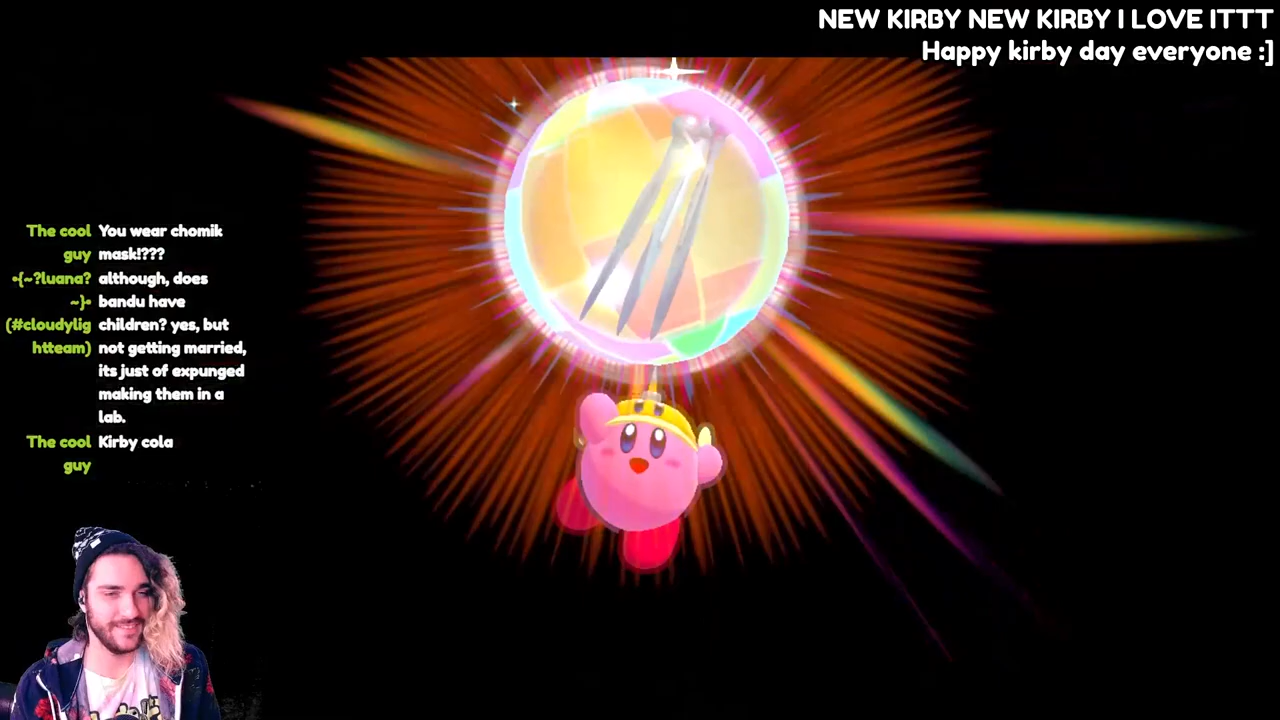 NEW KIRBY NEW KIRBY I LOVE ITTT
Happy kirby day everyone :]
The cool You wear chomik
guy mask!???
•{~?luana? although, does
~}• bandu have
(#cloudylig children? yes, but
htteam) not getting married,
its just of expunged
making them in a
lab.
The cool Kirby cola
guy